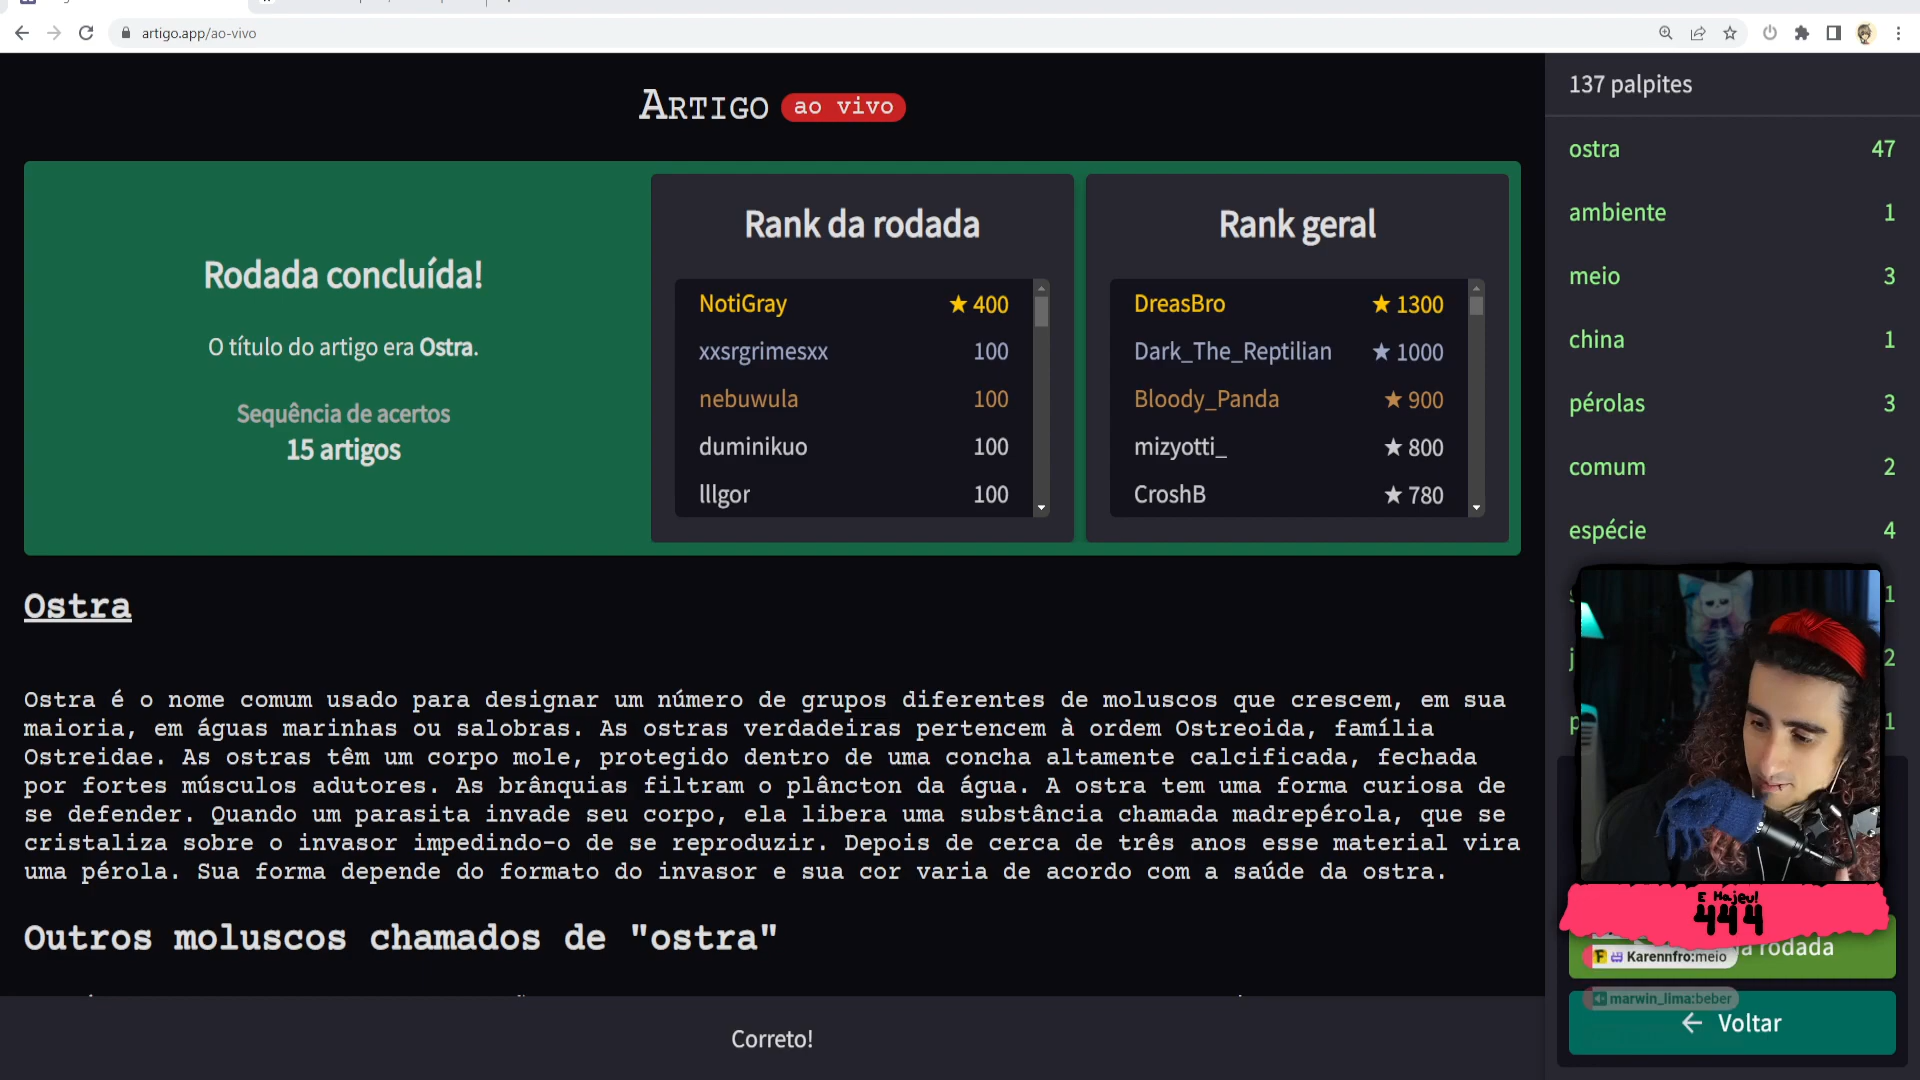 artigo.app/ao-vivo
ARTIGO ao vivo
Rodada concluída!
O título do artigo era Ostra.
Sequência de acertos
15 artigos
Rank da rodada
NotiGray ★ 400
xxsrgrimesxx 100
nebuwula 100
duminikuo 100
lllgor 100
Rank geral
DreasBro ★ 1300
Dark_The_Reptilian ★ 1000
Bloody_Panda ★ 900
mizyotti_ ★ 800
CroshB ★ 780
Ostra
Ostra é o nome comum usado para designar um número de grupos diferentes de moluscos que crescem, em sua
maioria, em águas marinhas ou salobras. As ostras verdadeiras pertencem à ordem Ostreoida, família
Ostreidae. As ostras têm um corpo mole, protegido dentro de uma concha altamente calcificada, fechada
por fortes músculos adutores. As brânquias filtram o plâncton da água. A ostra tem uma forma curiosa de
se defender. Quando um parasita invade seu corpo, ela libera uma substância chamada madrepérola, que se
cristaliza sobre o invasor impedindo-o de se reproduzir. Depois de cerca de três anos esse material vira
uma pérola. Sua forma depende do formato do invasor e sua cor varia de acordo com a saúde da ostra.
Outros moluscos chamados de "ostra"
Correto!
137 palpites
ostra 47
ambiente 1
meio 3
china 1
pérolas 3
comum 2
espécie 4
1
j 2
p 1
E Hajeu!
444
a rodada
Karennfro:meio
marwin_lima:beber
← Voltar